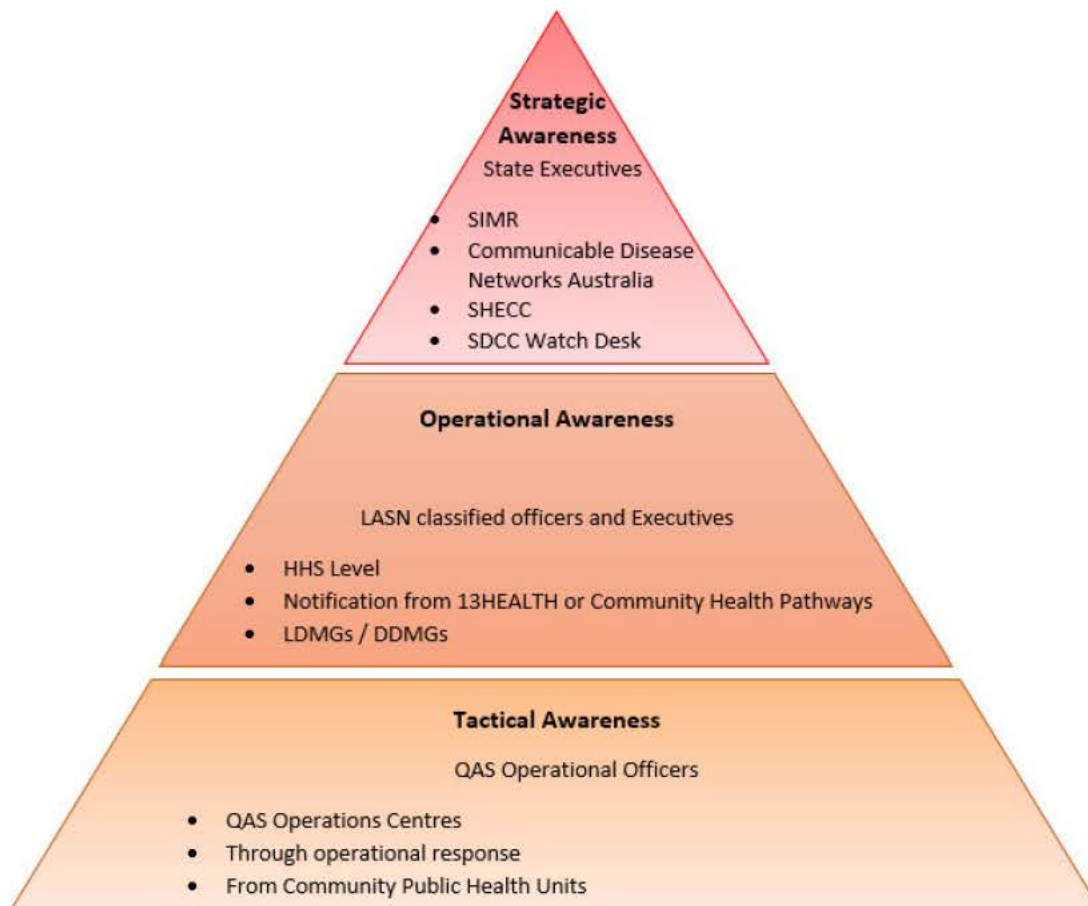 Strategic
Awareness
State Executives
• SIMR
• Communicable Disease
Networks Australia
• SHECC
• SDCC Watch Desk
Operational Awareness
LASN classified officers and Executives
• HHS Level
• Notification from 13HEALTH or Community Health Pathways
• LDMGs / DDMGs
Tactical Awareness
QAS Operational Officers
• QAS Operations Centres
• Through operational response
• From Community Public Health Units